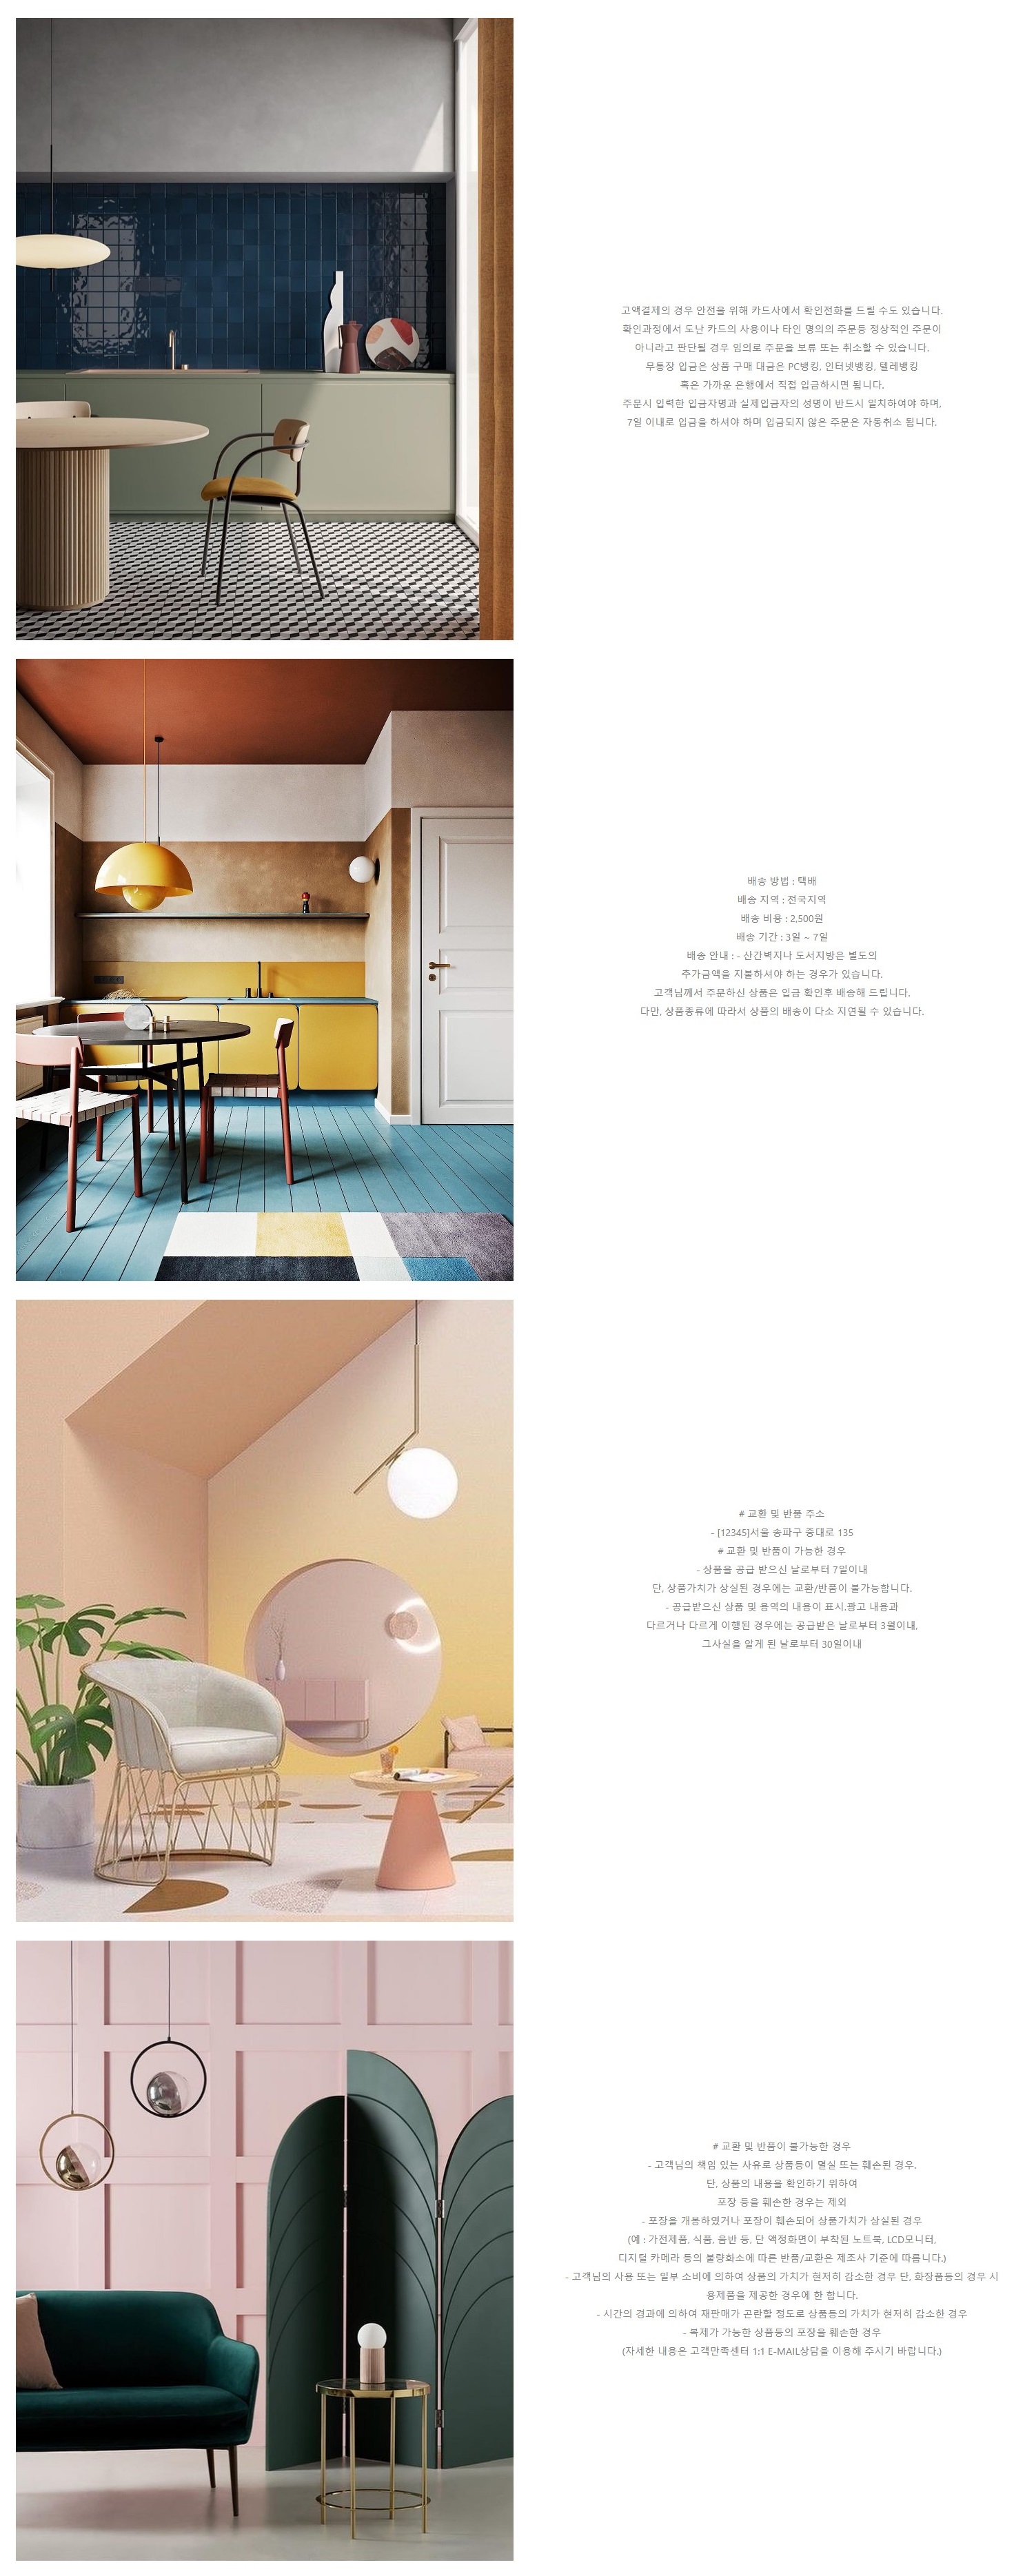 고액결제의 경우 안전을 위해 카드사에서 확인전화를 드릴 수도 있습니다.
확인과정에서 도난 카드의 사용이나 타인 명의의 주문등 정상적인 주문이
아니라고 판단될 경우 임의로 주문을 보류 또는 취소할 수 있습니다.
무통장 입금은 상품 구매 대금은 PC뱅킹, 인터넷뱅킹, 텔레뱅킹
혹은 가까운 은행에서 직접 입금하시면 됩니다.
주문시 입력한 입금자명과 실제입금자의 성명이 반드시 일치하여야 하며,
7일 이내로 입금을 하셔야 하며 입금되지 않은 주문은 자동취소 됩니다.
배송 방법 : 택배
배송 지역 : 전국지역
배송 비용 : 2,500원
배송 기간 : 3일 ~ 7일
배송 안내 : - 산간벽지나 도서지방은 별도의
추가금액을 지불하셔야 하는 경우가 있습니다.
고객님께서 주문하신 상품은 입금 확인후 배송해 드립니다.
다만, 상품종류에 따라서 상품의 배송이 다소 지연될 수 있습니다.
# 교환 및 반품 주소
- [12345]서울 송파구 중대로 135
# 교환 및 반품이 가능한 경우
- 상품을 공급 받으신 날로부터 7일이내
단, 상품가치가 상실된 경우에는 교환/반품이 불가능합니다.
- 공급받으신 상품 및 용역의 내용이 표시.광고 내용과
다르거나 다르게 이행된 경우에는 공급받은 날로부터 3월이내,
그사실을 알게 된 날로부터 30일이내
# 교환 및 반품이 불가능한 경우
- 고객님의 책임 있는 사유로 상품등이 멸실 또는 훼손된 경우.
단, 상품의 내용을 확인하기 위하여
포장 등을 훼손한 경우는 제외
- 포장을 개봉하였거나 포장이 훼손되어 상품가치가 상실된 경우
(예 : 가전제품, 식품, 음반 등, 단 액정화면이 부착된 노트북, LCD모니터,
디지털 카메라 등의 불량화소에 따른 반품/교환은 제조사 기준에 따릅니다.)
- 고객님의 사용 또는 일부 소비에 의하여 상품의 가치가 현저히 감소한 경우 단, 화장품등의 경우 시
용제품을 제공한 경우에 한 합니다.
- 시간의 경과에 의하여 재판매가 곤란할 정도로 상품등의 가치가 현저히 감소한 경우
- 복제가 가능한 상품등의 포장을 훼손한 경우
(자세한 내용은 고객만족센터 1:1 E-MAIL상담을 이용해 주시기 바랍니다.)